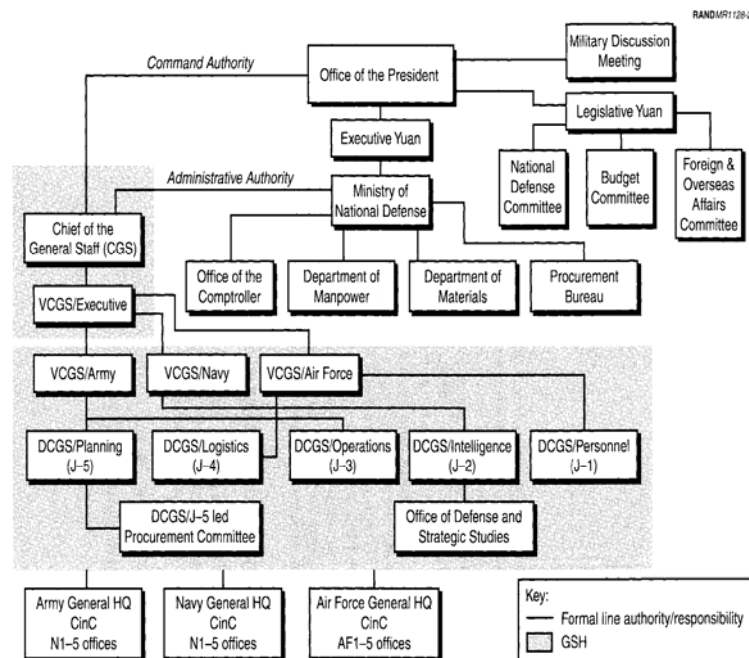 RANDMR1128-2
Military Discussion
Meeting
Command Authority
Office of the President
Legislative Yuan
Executive Yuan
National
Defense
Committee
Budget
Committee
Foreign &
Overseas
Affairs
Committee
Administrative Authority
Ministry of
National Defense
Chief of the
General Staff (CGS)
Office of the
Comptroller
Department of
Manpower
Department of
Materials
Procurement
Bureau
VCGS/Executive
VCGS/Army
VCGS/Navy
VCGS/Air Force
DCGS/Planning
(J–5)
DCGS/Logistics
(J–4)
DCGS/Operations
(J–3)
DCGS/Intelligence
(J–2)
DCGS/Personnel
(J–1)
DCGS/J–5 led
Procurement Committee
Office of Defense and
Strategic Studies
Army General HQ
CinC
N1–5 offices
Navy General HQ
CinC
N1–5 offices
Air Force General HQ
CinC
AF1–5 offices
Key:
Formal line authority/responsibility
GSH